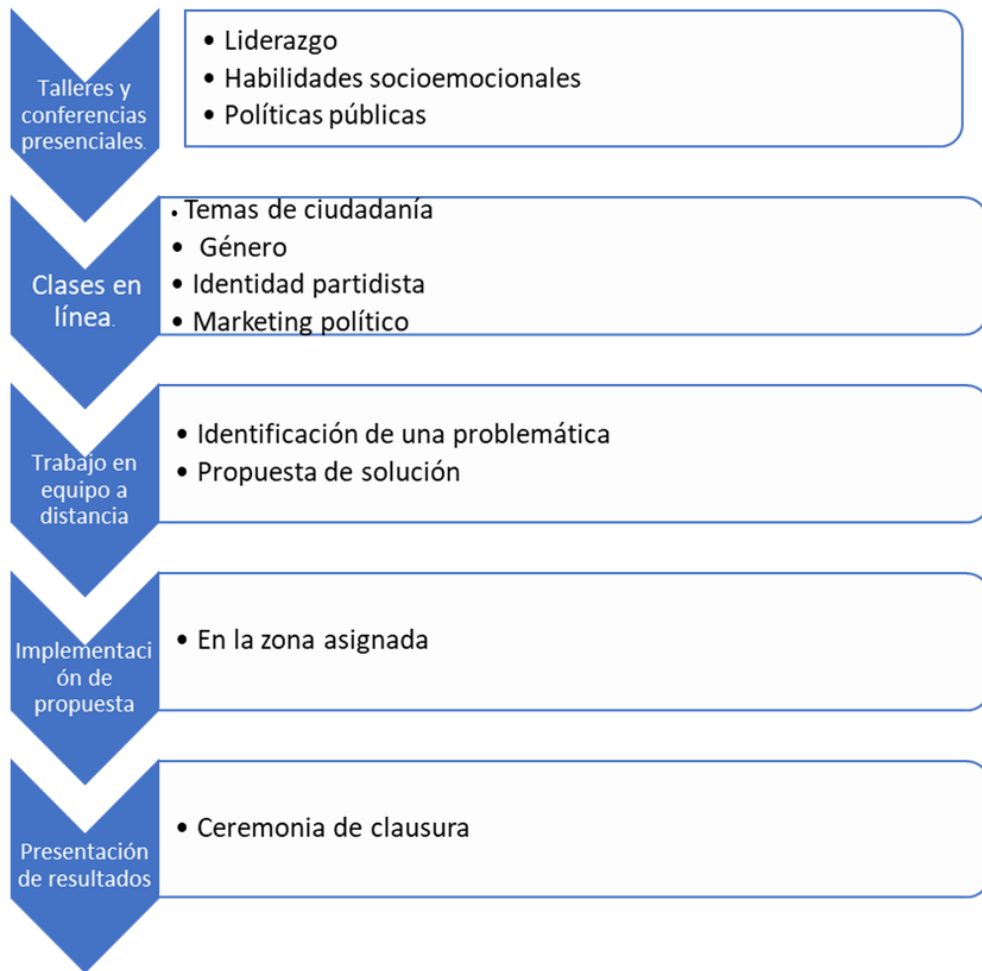 Talleres y
conferencias
presenciales.
• Liderazgo
• Habilidades socioemocionales
• Políticas públicas
Clases en
línea.
• Temas de ciudadanía
• Género
• Identidad partidista
• Marketing político
Trabajo en
equipo a
distancia
• Identificación de una problemática
• Propuesta de solución
Implementaci
ón de
propuesta
• En la zona asignada
Presentación
de resultados
• Ceremonia de clausura